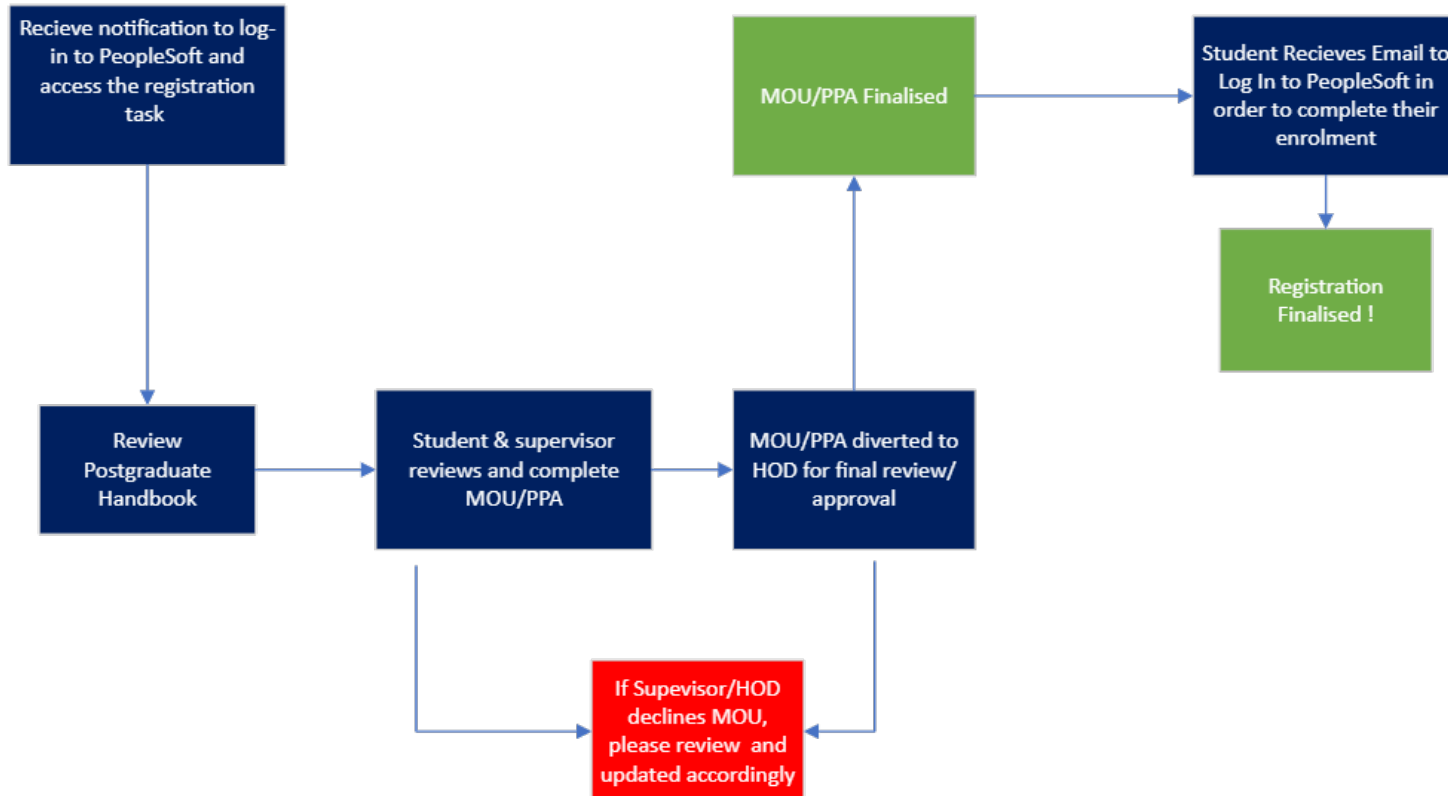 Recieve notification to log-
in to PeopleSoft and
access the registration
task
Review
Postgraduate
Handbook
Student & supervisor
reviews and complete
MOU/PPA
MOU/PPA diverted to
HOD for final review/
approval
If Supevisor/HOD
declines MOU,
please review and
updated accordingly
MOU/PPA Finalised
Student Recieves Email to
Log In to PeopleSoft in
order to complete their
enrolment
Registration
Finalised !